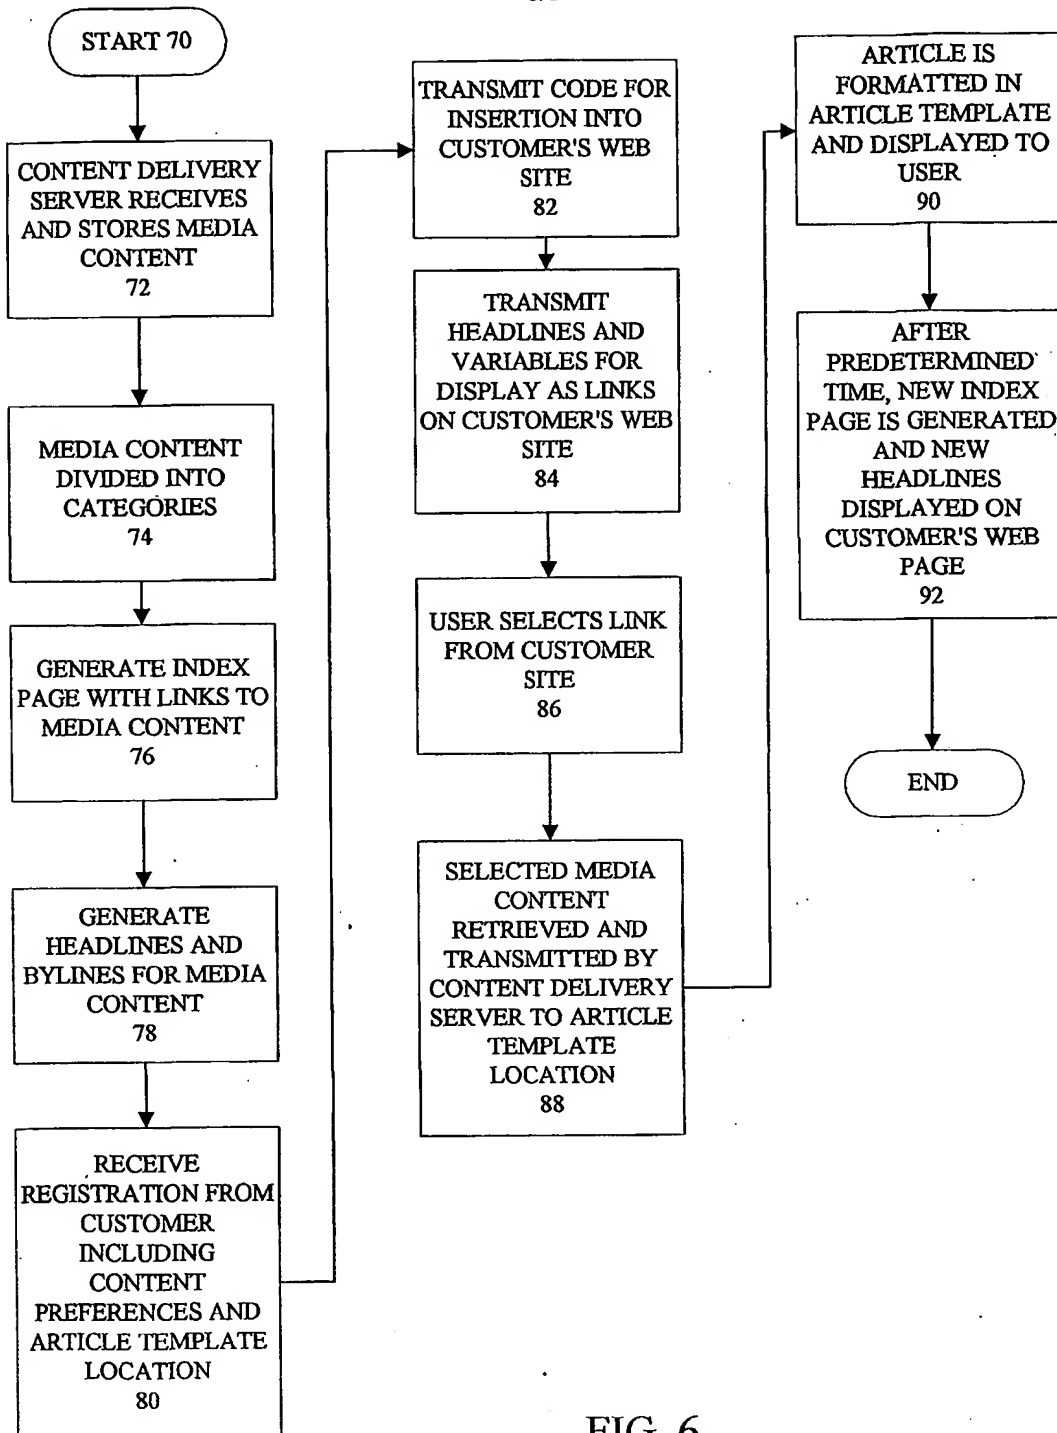 START 70
CONTENT DELIVERY
SERVER RECEIVES
AND STORES MEDIA
CONTENT
72
MEDIA CONTENT
DIVIDED INTO
CATEGORIES
74
GENERATE INDEX
PAGE WITH LINKS TO
MEDIA CONTENT
76
GENERATE
HEADLINES AND
BYLINES FOR MEDIA
CONTENT
78
RECEIVE
REGISTRATION FROM
CUSTOMER
INCLUDING
CONTENT
PREFERENCES AND
ARTICLE TEMPLATE
LOCATION
80
TRANSMIT CODE FOR
INSERTION INTO
CUSTOMER'S WEB
SITE
82
TRANSMIT
HEADLINES AND
VARIABLES FOR
DISPLAY AS LINKS
ON CUSTOMER'S WEB
SITE
84
USER SELECTS LINK
FROM CUSTOMER
SITE
86
SELECTED MEDIA
CONTENT
RETRIEVED AND
TRANSMITTED BY
CONTENT DELIVERY
SERVER TO ARTICLE
TEMPLATE
LOCATION
88
ARTICLE IS
FORMATTED IN
ARTICLE TEMPLATE
AND DISPLAYED TO
USER
90
AFTER
PREDETERMINED
TIME, NEW INDEX
PAGE IS GENERATED
AND NEW
HEADLINES
DISPLAYED ON
CUSTOMER'S WEB
PAGE
92
END
FIG. 6